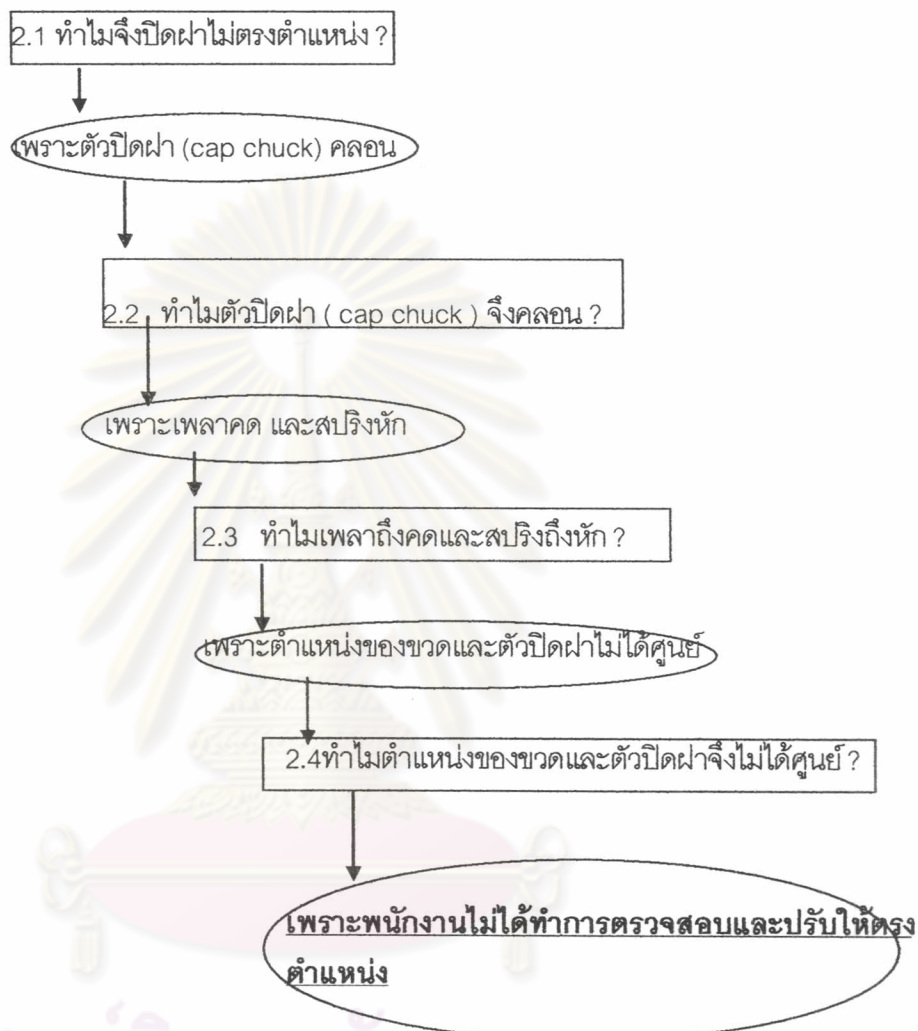 2.1 ทำไมจึงปิดฝาไม่ตรงตำแหน่ง ?
เพราะตัวปิดฝา (cap chuck) คลอน
2.2 ทำไมตัวปิดฝา ( cap chuck ) จึงคลอน ?
เพราะเพลาคด และสปริงหัก
2.3 ทำไมเพลาถึงคดและสปริงถึงหัก ?
เพราะตำแหน่งของขวดและตัวปิดฝาไม่ได้ศูนย์
2.4ทำไมตำแหน่งของขวดและตัวปิดฝาจึงไม่ได้ศูนย์ ?
เพราะพนักงานไม่ได้ทำการตรวจสอบและปรับให้ตรง
ตำแหน่ง